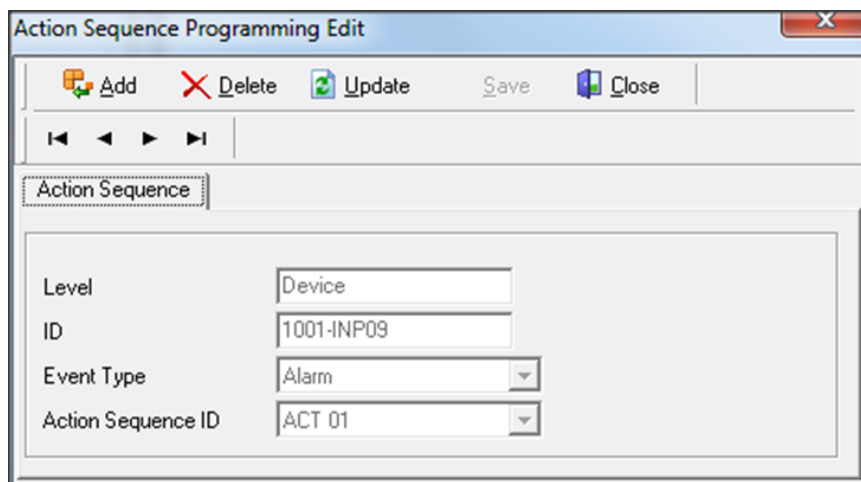 Action Sequence Programming Edit
Add Delete Update Save Close
Action Sequence
Level Device
ID 1001-INP09
Event Type Alarm
Action Sequence ID ACT 01